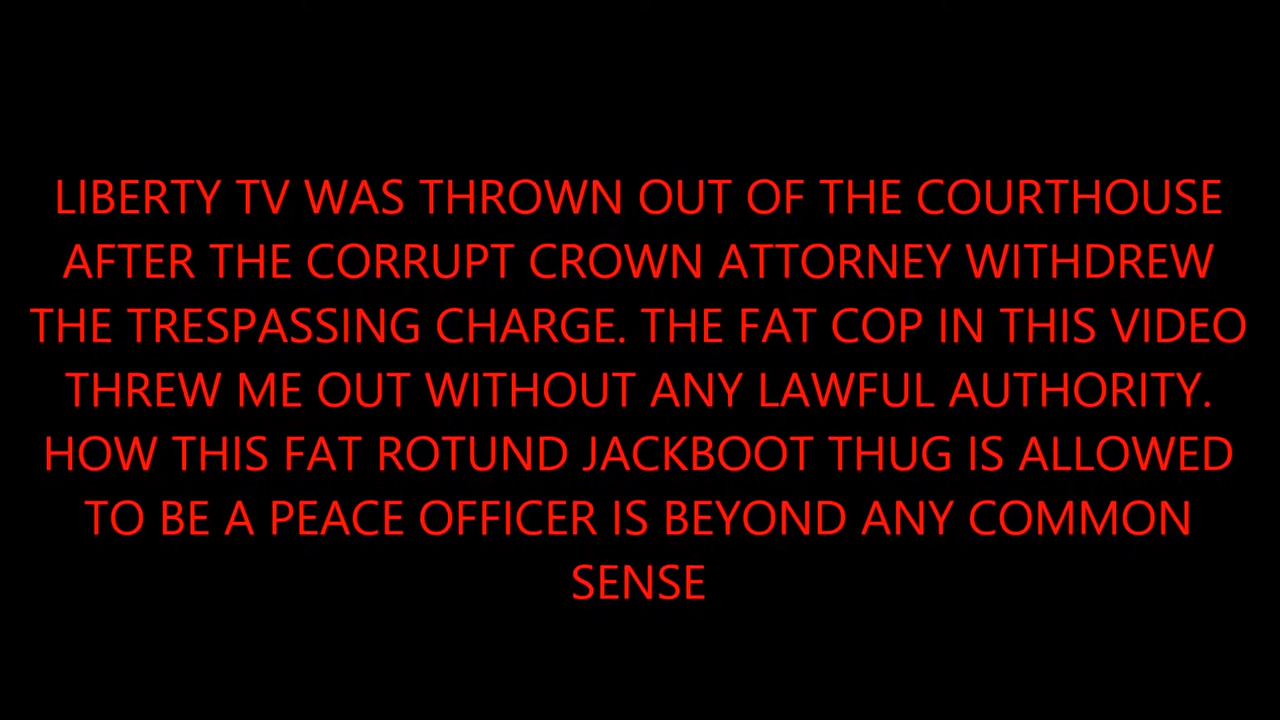 LIBERTY TV WAS THROWN OUT OF THE COURTHOUSE
AFTER THE CORRUPT CROWN ATTORNEY WITHDREW
THE TRESPASSING CHARGE. THE FAT COP IN THIS VIDEO
THREW ME OUT WITHOUT ANY LAWFUL AUTHORITY.
HOW THIS FAT ROTUND JACKBOOT THUG IS ALLOWED
TO BE A PEACE OFFICER IS BEYOND ANY COMMON
SENSE